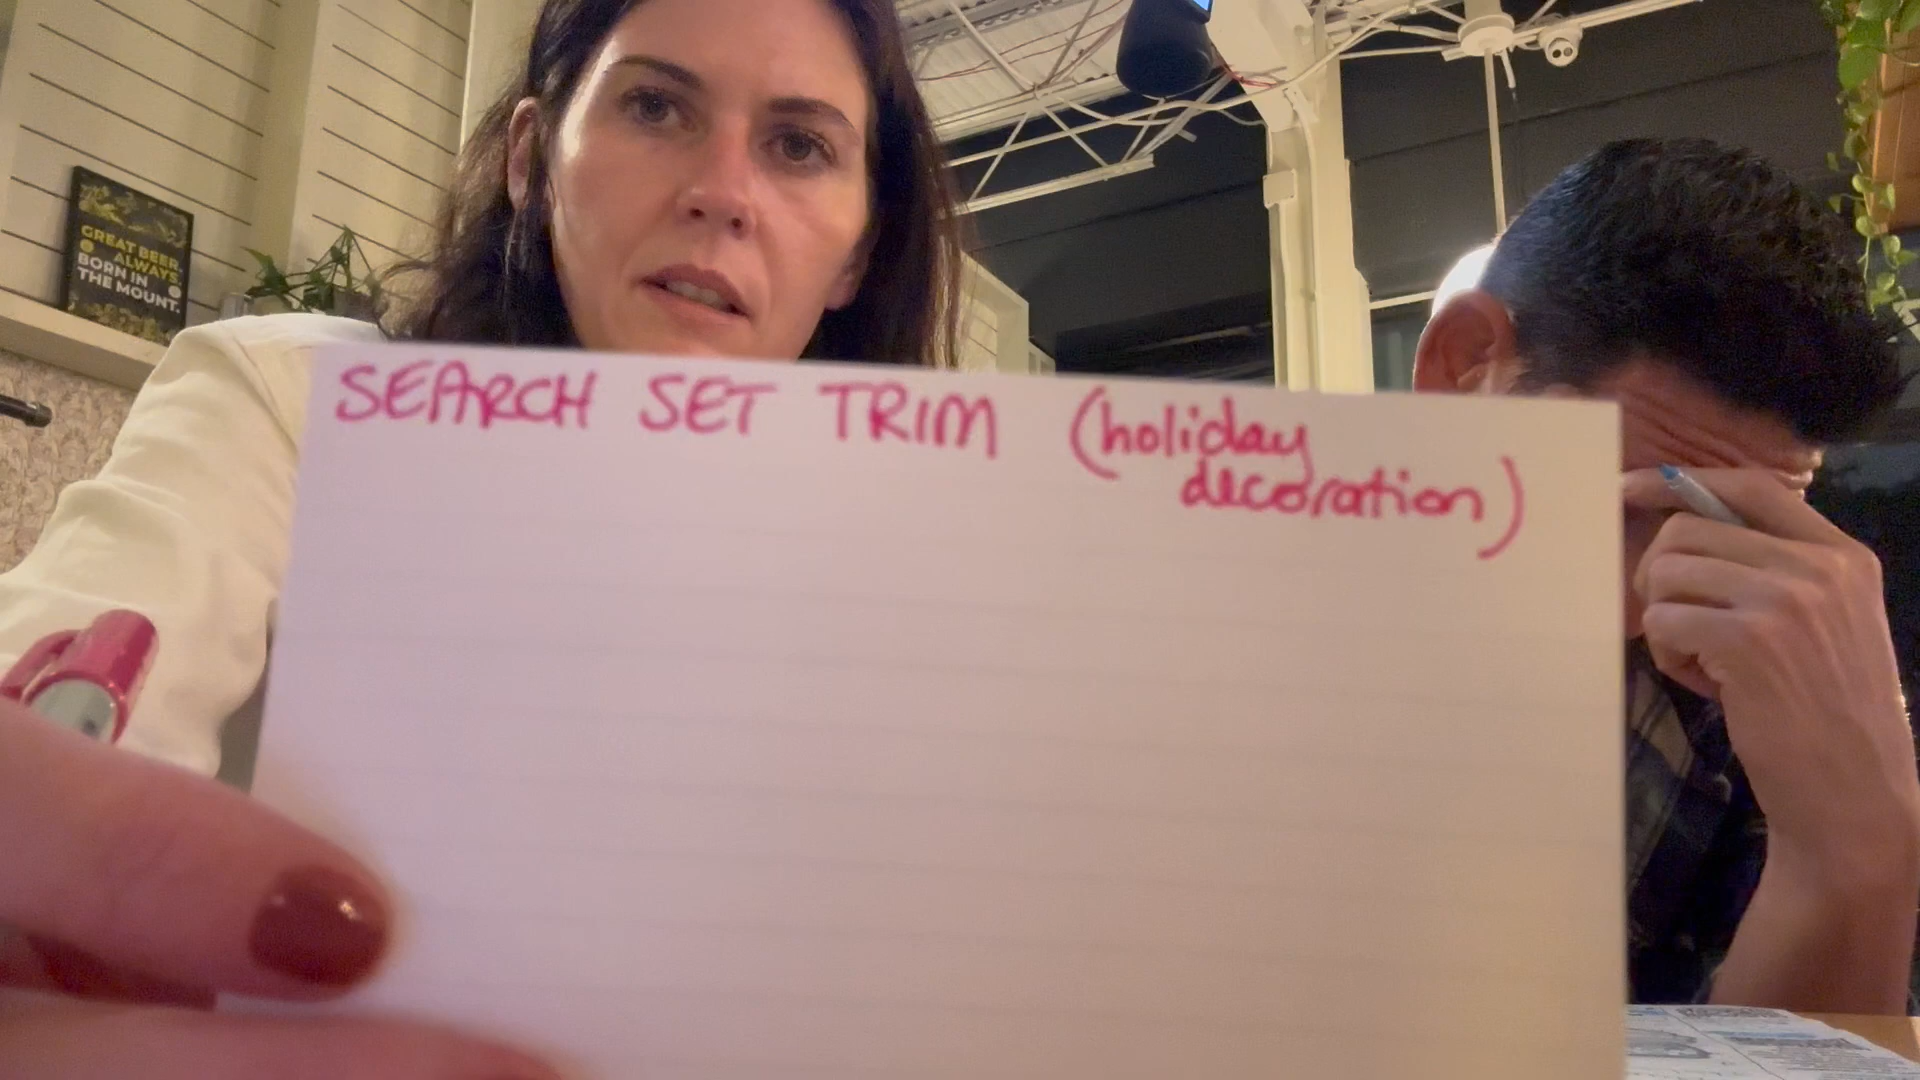 GREAT BEER.
ALWAYS
BORN IN
THE MOUNT.
SEARCH SET TRIM (holiday
decoration)